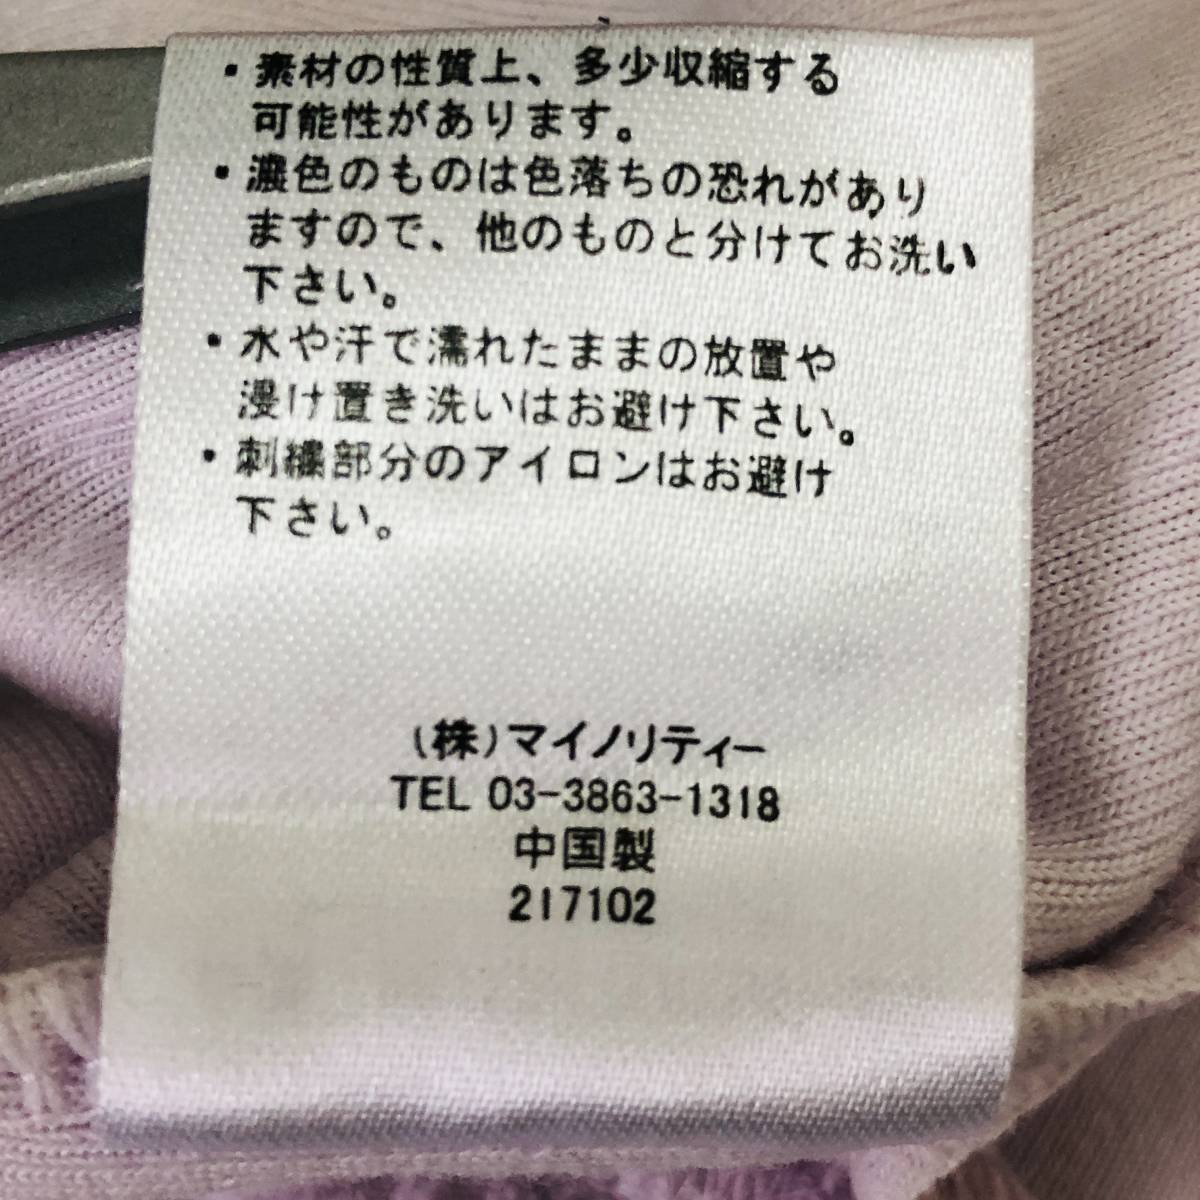 ・素材の性質上、多少収縮する
可能性があります。
・濃色のものは色落ちの恐れがあり
ますので、他のものと分けてお洗い
下さい。
・水や汗で濡れたままの放置や
浸け置き洗いはお避け下さい。
・刺繍部分のアイロンはお避け
下さい。
(株)マイノリティー
TEL 03-3863-1318
中国製
217102